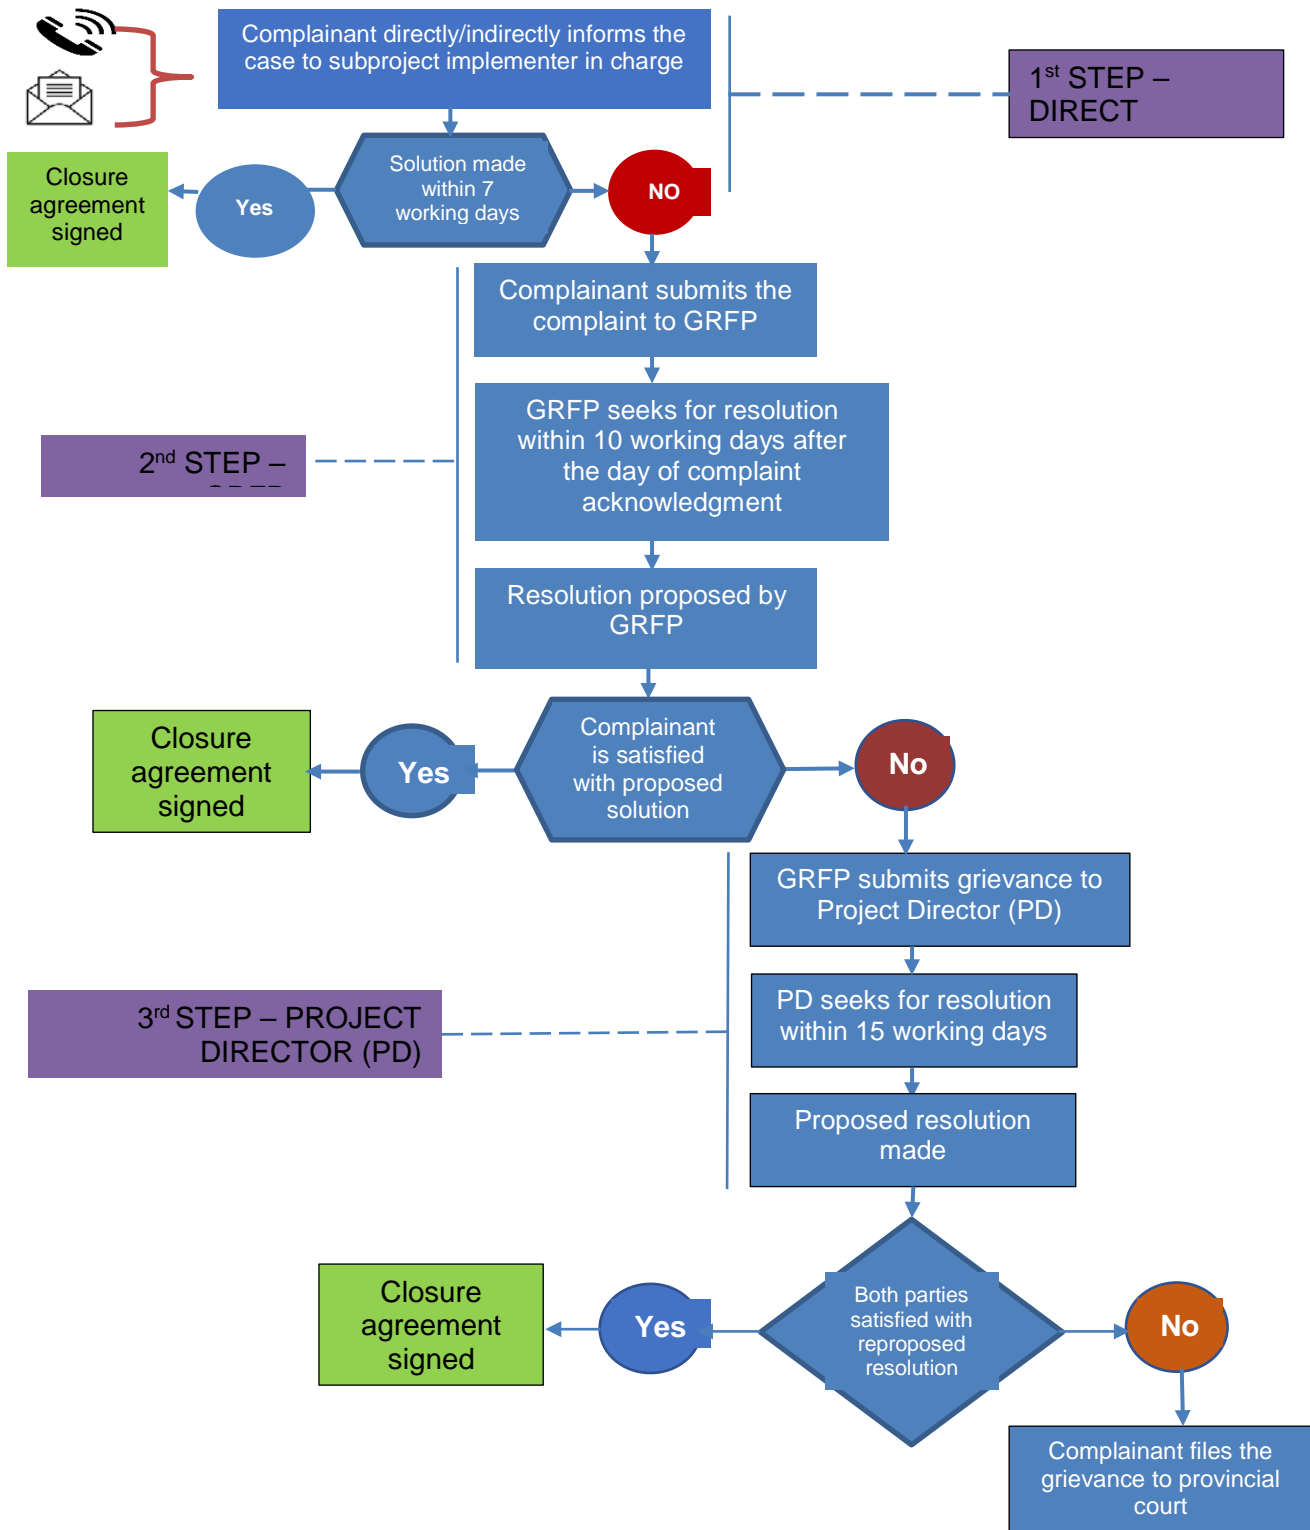 Complainant directly/indirectly informs the
case to subproject implementer in charge
1st STEP –
DIRECT
Solution made
within 7
working days
Yes
NO
Closure
agreement
signed
Complainant submits the
complaint to GRFP
GRFP seeks for resolution
within 10 working days after
the day of complaint
acknowledgment
2nd STEP –
Resolution proposed by
GRFP
Complainant
is satisfied
with proposed
solution
Yes
No
Closure
agreement
signed
GRFP submits grievance to
Project Director (PD)
PD seeks for resolution
within 15 working days
3rd STEP – PROJECT
DIRECTOR (PD)
Proposed resolution
made
Both parties
satisfied with
reproposed
resolution
Yes
No
Closure
agreement
signed
Complainant files the
grievance to provincial
court